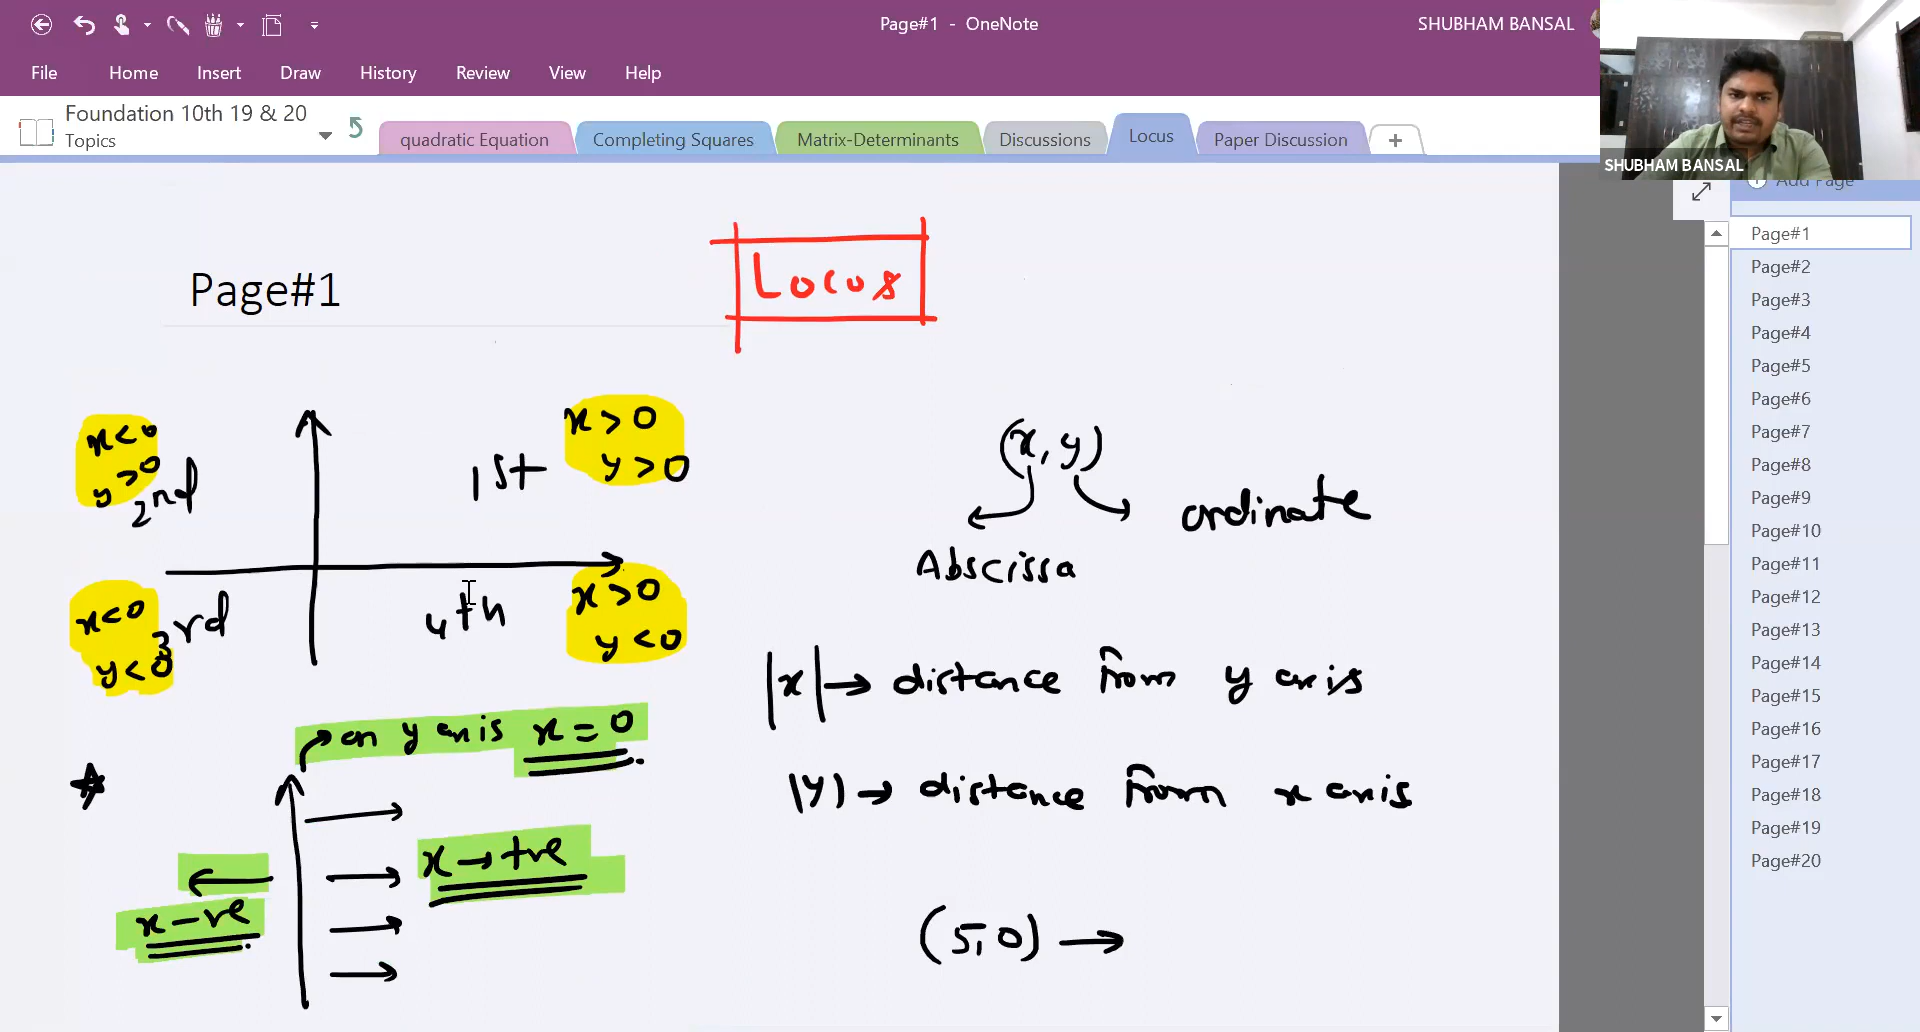 Page#1 - OneNote
SHUBHAM BANSAL
File Home Insert Draw History Review View Help
Foundation 10th 19 & 20
Topics
quadratic Equation Completing Squares Matrix-Determinants Discussions Locus Paper Discussion +
SHUBHAM BANSAL
Add Page
Page#1
Locus
x<0
y>0
2nd
1st
x>0
y>0
x<0
y<0
3rd
4th
x>0
y<0
on y axis x=0
x→+ve
x-ve
(x,y)
ordinate
Abscissa
|x|→ distance from y axis
|y|→ distance from x axis
(5,0)→
Page#1
Page#2
Page#3
Page#4
Page#5
Page#6
Page#7
Page#8
Page#9
Page#10
Page#11
Page#12
Page#13
Page#14
Page#15
Page#16
Page#17
Page#18
Page#19
Page#20